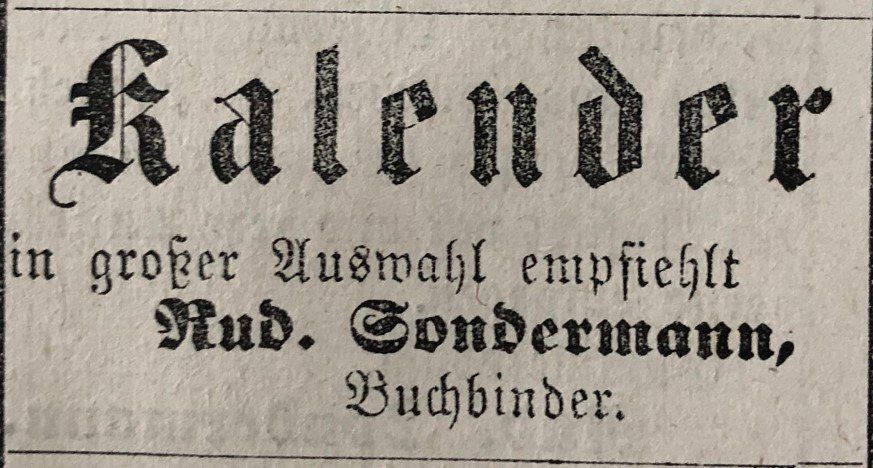 Kalender
in großer Auswahl empfiehlt
Rud. Sondermann,
Buchbinder.